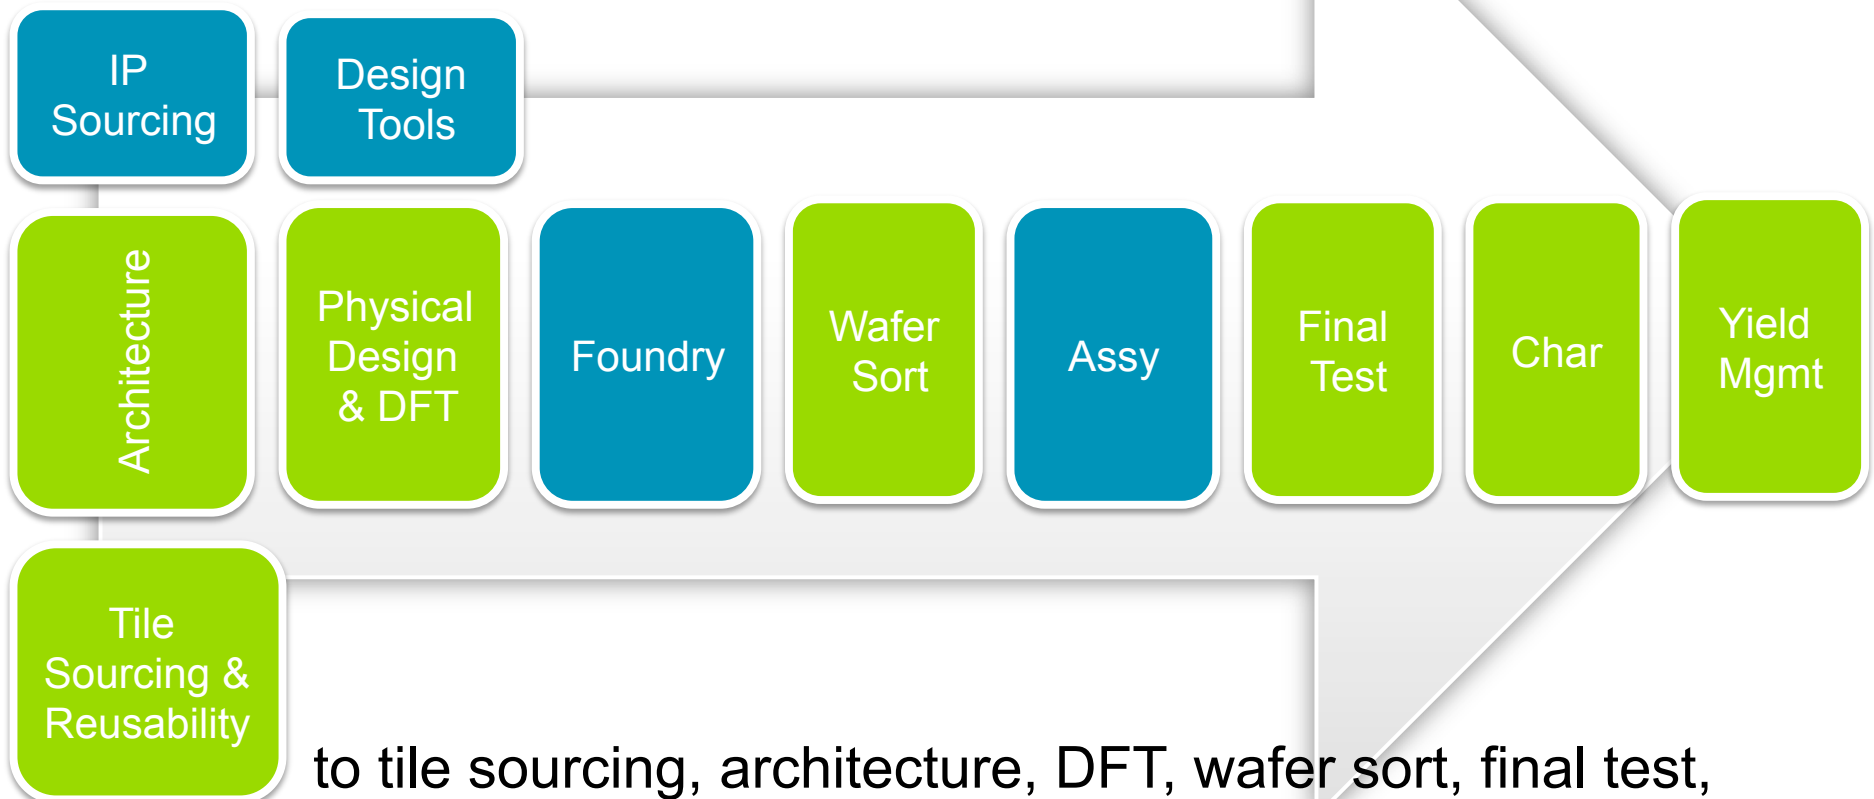 IP
Sourcing
Design
Tools
Architecture
Physical
Design
& DFT
Foundry
Wafer
Sort
Assy
Final
Test
Char
Yield
Mgmt
Tile
Sourcing &
Reusability
to tile sourcing, architecture, DFT, wafer sort, final test,